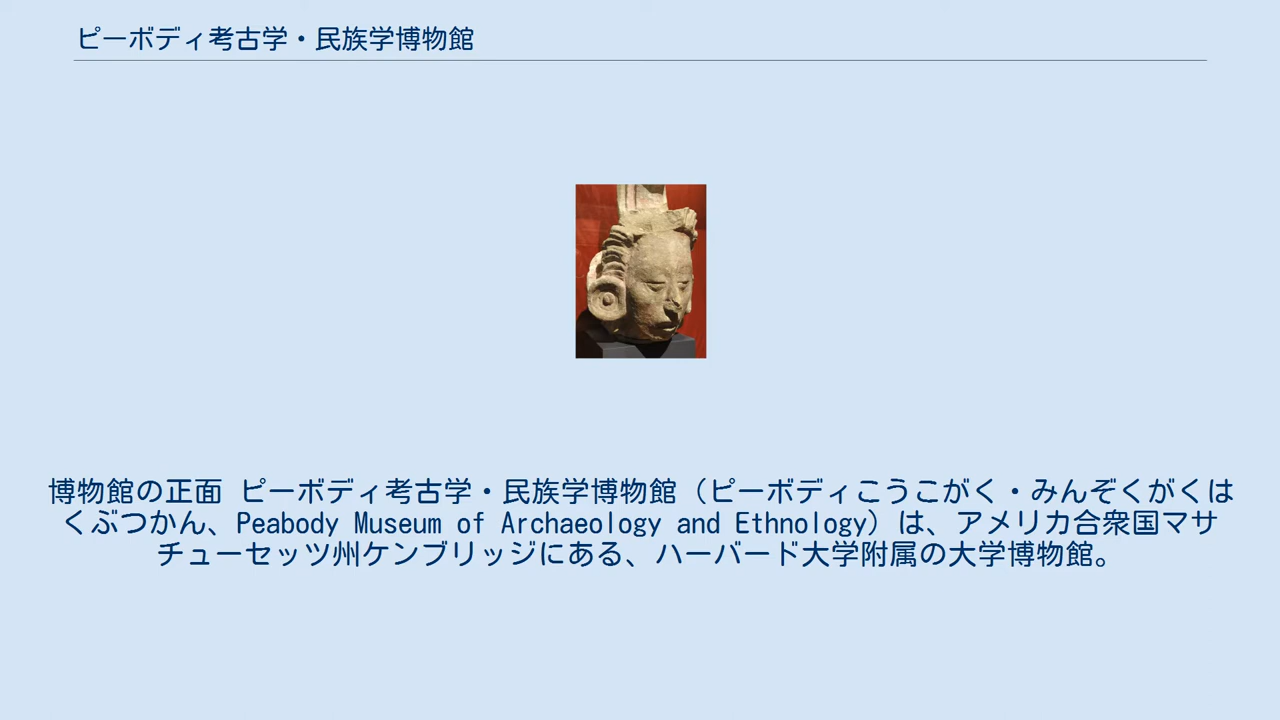 ピーボディ考古学・民族学博物館
博物館の正面 ピーボディ考古学・民族学博物館（ピーボディこうこがく・みんぞくがくは
くぶつかん、Peabody Museum of Archaeology and Ethnology）は、アメリカ合衆国マサ
チューセッツ州ケンブリッジにある、ハーバード大学附属の大学博物館。